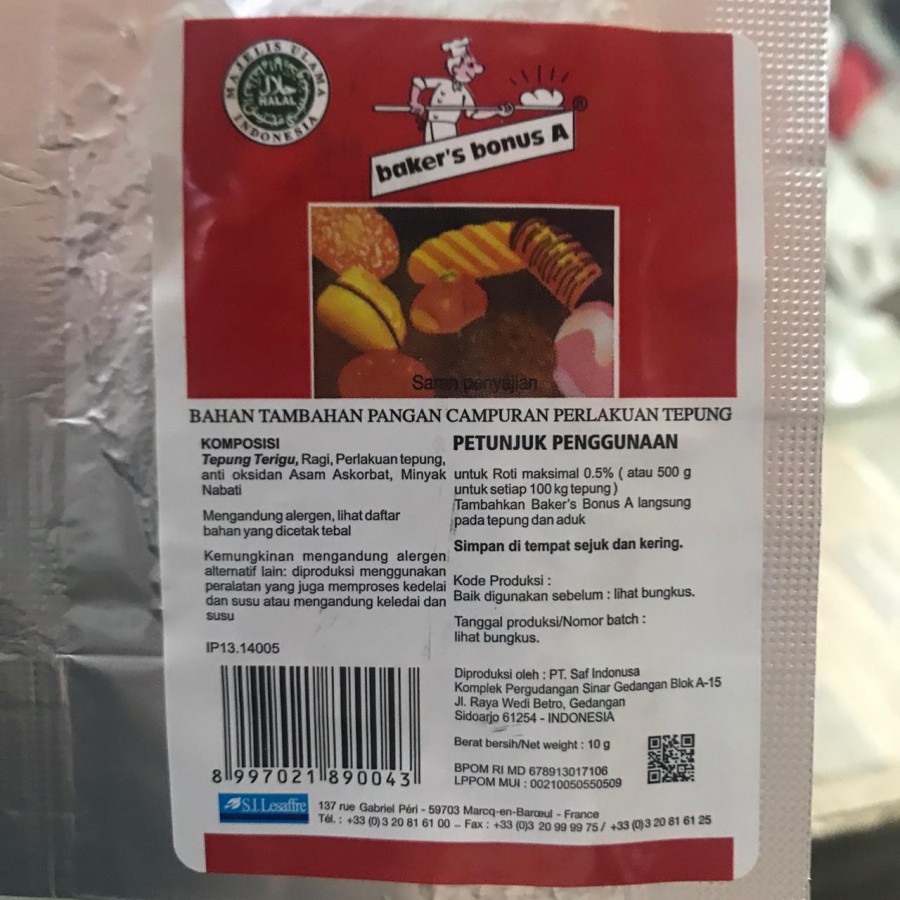 MAJELIS ULAMA
حلال
HALAL
INDONESIA
baker's bonus A ®
Saran penyajian
BAHAN TAMBAHAN PANGAN CAMPURAN PERLAKUAN TEPUNG
KOMPOSISI
Tepung Terigu, Ragi, Perlakuan tepung,
anti oksidan Asam Askorbat, Minyak
Nabati
Mengandung alergen, lihat daftar
bahan yang dicetak tebal
Kemungkinan mengandung alergen
alternatif lain: diproduksi menggunakan
peralatan yang juga memproses kedelai
dan susu atau mengandung keledai dan
susu
IP13.14005
8 997021 890043
PETUNJUK PENGGUNAAN
untuk Roti maksimal 0.5% ( atau 500 g
untuk setiap 100 kg tepung )
Tambahkan Baker's Bonus A langsung
pada tepung dan aduk
Simpan di tempat sejuk dan kering.
Kode Produksi :
Baik digunakan sebelum : lihat bungkus.
Tanggal produksi/Nomor batch :
lihat bungkus.
Diproduksi oleh : PT. Saf Indonusa
Komplek Pergudangan Sinar Gedangan Blok A-15
Jl. Raya Wedi Betro, Gedangan
Sidoarjo 61254 - INDONESIA
Berat bersih/Net weight : 10 g
BPOM RI MD 678913017106
LPPOM MUI : 00210050550509
S.I.Lesaffre
137 rue Gabriel Péri - 59703 Marcq-en-Barœul - France
Tél. : +33 (0)3 20 81 61 00 – Fax : +33 (0)3 20 99 99 75 / +33 (0)3 20 81 61 25